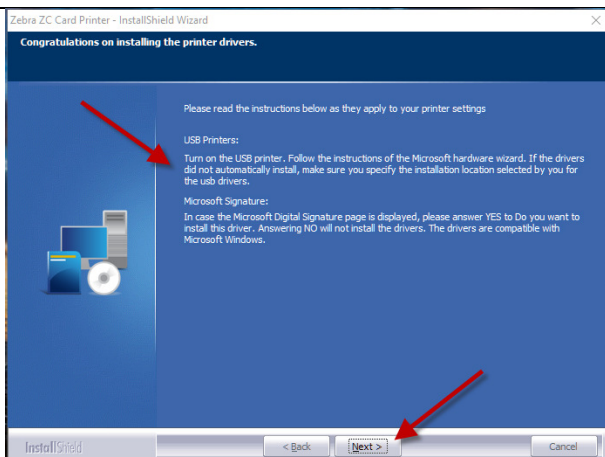 Zebra ZC Card Printer - InstallShield Wizard
Congratulations on installing the printer drivers.
Please read the instructions below as they apply to your printer settings
USB Printers:
Turn on the USB printer. Follow the instructions of the Microsoft hardware wizard. If the drivers
did not automatically install, make sure you specify the installation location selected by you for
the usb drivers.
Microsoft Signature:
In case the Microsoft Digital Signature page is displayed, please answer YES to Do you want to
install this driver. Answering NO will not install the drivers. The drivers are compatible with
Microsoft Windows.
InstallShield
< Back
Next >
Cancel